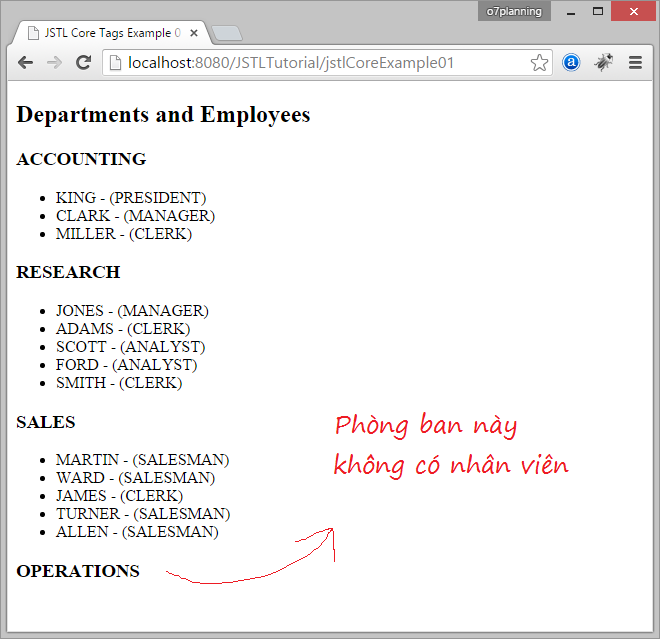 o7planning
JSTL Core Tags Example 0
localhost:8080/JSTLTutorial/jstlCoreExample01
Departments and Employees
ACCOUNTING
KING - (PRESIDENT)
CLARK - (MANAGER)
MILLER - (CLERK)
RESEARCH
JONES - (MANAGER)
ADAMS - (CLERK)
SCOTT - (ANALYST)
FORD - (ANALYST)
SMITH - (CLERK)
SALES
MARTIN - (SALESMAN)
WARD - (SALESMAN)
JAMES - (CLERK)
TURNER - (SALESMAN)
ALLEN - (SALESMAN)
OPERATIONS
Phòng ban này
không có nhân viên